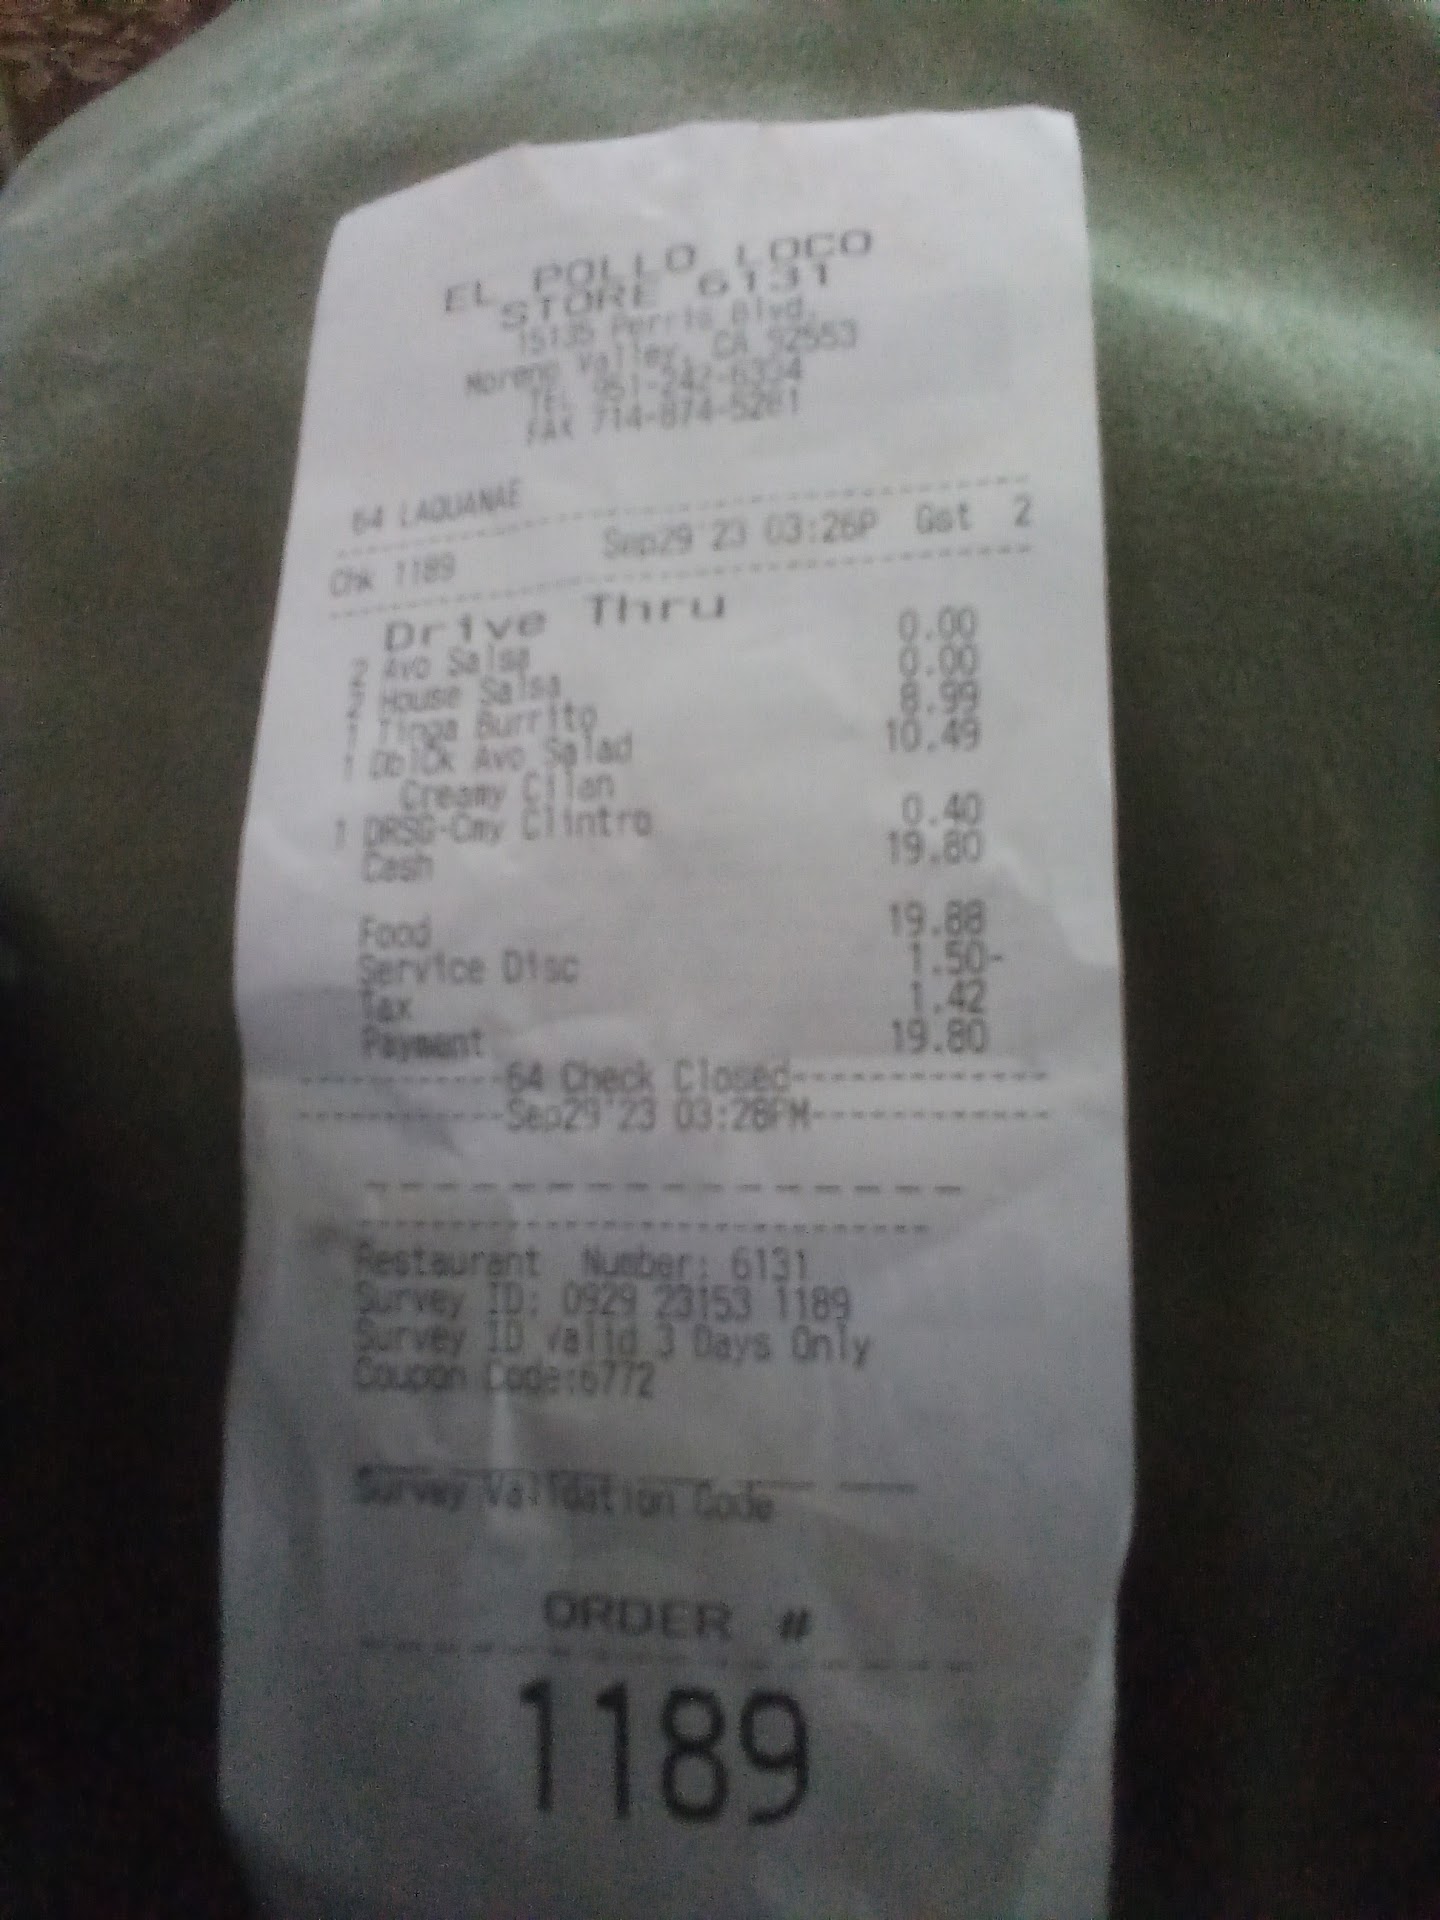 EL POLLO LOCO
STORE 6131
15135 Perris Blvd.
Moreno Valley, CA 92553
TEL 951-242-6394
FAX 714-874-5261
64 LAQUANAE
Chk 1189 Sep29'23 03:26P Gst 2
Drive Thru
2 Avo Salsa 0.00
2 House Salsa 0.00
1 Tinga Burrito 8.99
1 DblCk Avo Salad 10.49
Creamy Cilan
1 DRSG-Cmy Clintro 0.40
Cash 19.80
Food 19.88
Service Disc 1.50-
Tax 1.42
Payment 19.80
----------64 Check Closed------------
----------Sep29'23 03:28PM-----------
Restaurant Number: 6131
Survey ID: 0929 23153 1189
Survey ID Valid 3 Days Only
Coupon Code:6772
Survey Validation Code
ORDER #
1189